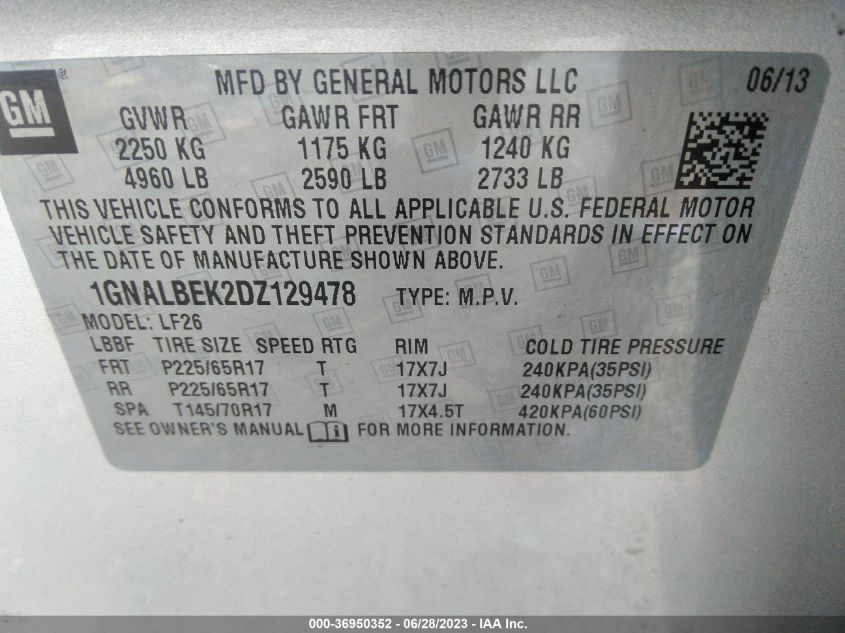 GM ®
MFD BY GENERAL MOTORS LLC 06/13
GVWR GAWR FRT GAWR RR
2250 KG 1175 KG 1240 KG
4960 LB 2590 LB 2733 LB
THIS VEHICLE CONFORMS TO ALL APPLICABLE U.S. FEDERAL MOTOR
VEHICLE SAFETY AND THEFT PREVENTION STANDARDS IN EFFECT ON
THE DATE OF MANUFACTURE SHOWN ABOVE.
1GNALBEK2DZ129478 TYPE: M.P.V.
MODEL: LF26
LBBF TIRE SIZE SPEED RTG RIM COLD TIRE PRESSURE
FRT P225/65R17 T 17X7J 240KPA(35PSI)
RR P225/65R17 T 17X7J 240KPA(35PSI)
SPA T145/70R17 M 17X4.5T 420KPA(60PSI)
SEE OWNER'S MANUAL i FOR MORE INFORMATION.
000-36950352 - 06/28/2023 - IAA Inc.